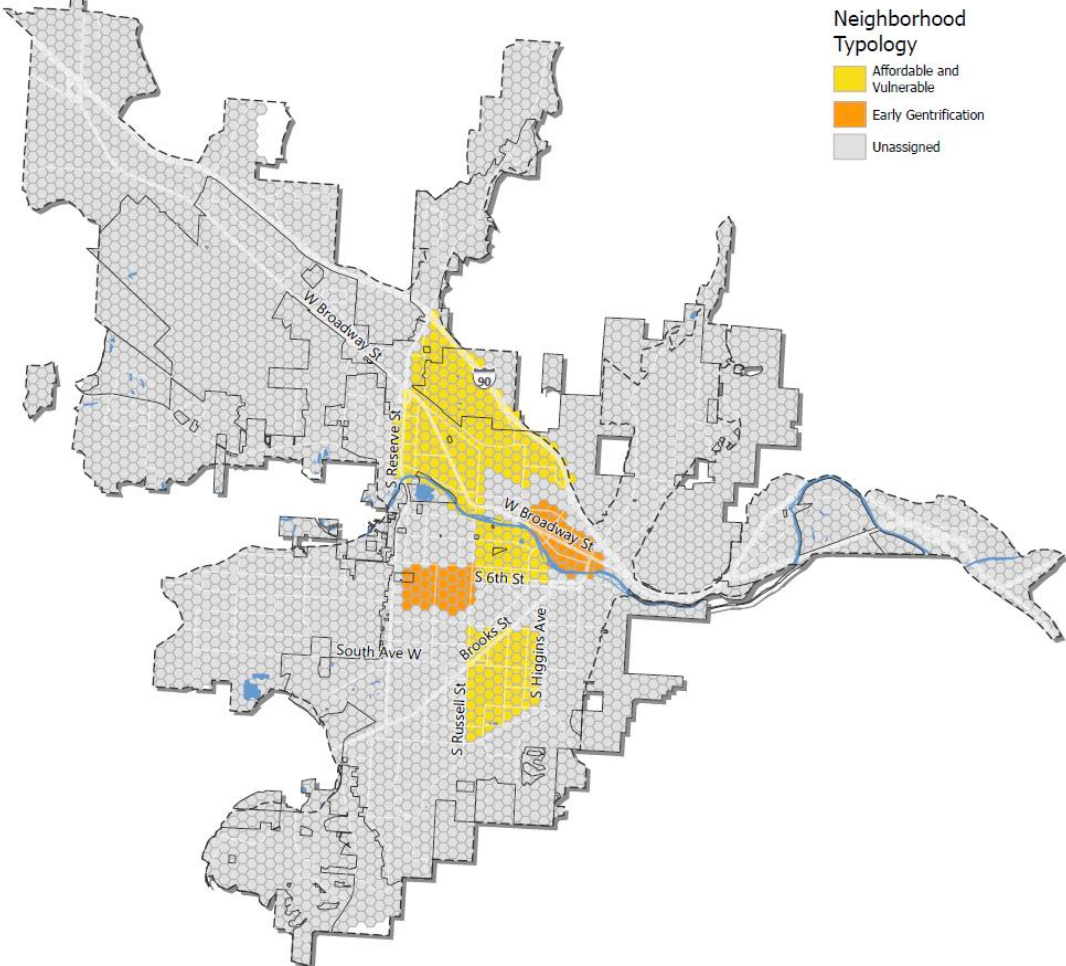 Neighborhood
Typology
Affordable and
Vulnerable
Early Gentrification
Unassigned
W Broadway St
90
S Reserve St
W Broadway St
S 6th St
Brooks St
South Ave W
S Higgins Ave
S Russell St